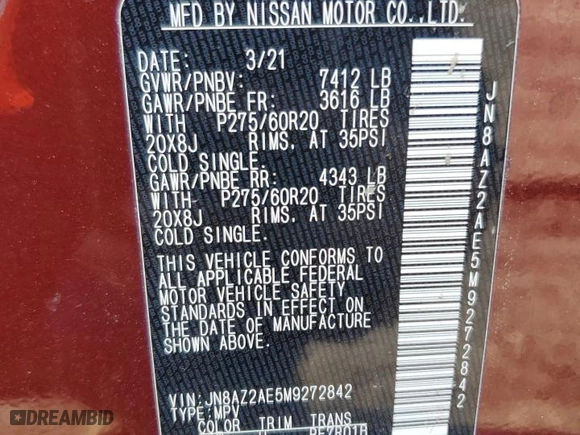 MFD BY NISSAN MOTOR CO.,LTD.
DATE: 3/21
GVWR/PNBV: 7412 LB
GAWR/PNBE FR: 3616 LB
WITH P275/60R20 TIRES
20X8J RIMS. AT 35PSI
COLD SINGLE.
GAWR/PNBE RR: 4343 LB
WITH P275/60R20 TIRES
20X8J RIMS. AT 35PSI
COLD SINGLE.
THIS VEHICLE CONFORMS TO
ALL APPLICABLE FEDERAL
MOTOR VEHICLE SAFETY
STANDARDS IN EFFECT ON
THE DATE OF MANUFACTURE
SHOWN ABOVE.
VIN: JN8AZ2AE5M9272842
TYPE: MPV
COLOR TRIM TRANS
RE7R01B
JN8AZ2AE5M9272842
DREAMBID